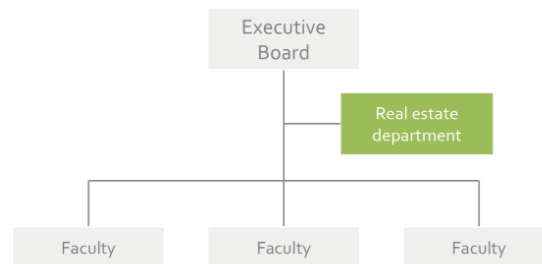 Executive
Board
Real estate
department
Faculty
Faculty
Faculty